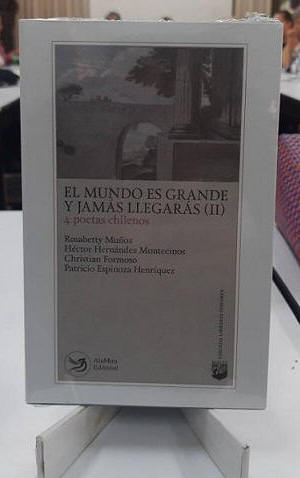 EL MUNDO ES GRANDE
Y JAMÁS LLEGARÁS (II)
4 poetas chilenos
Rosabetty Muñoz
Héctor Hernández Montecinos
Christian Formoso
Patricio Espinoza Henríquez
Editorial